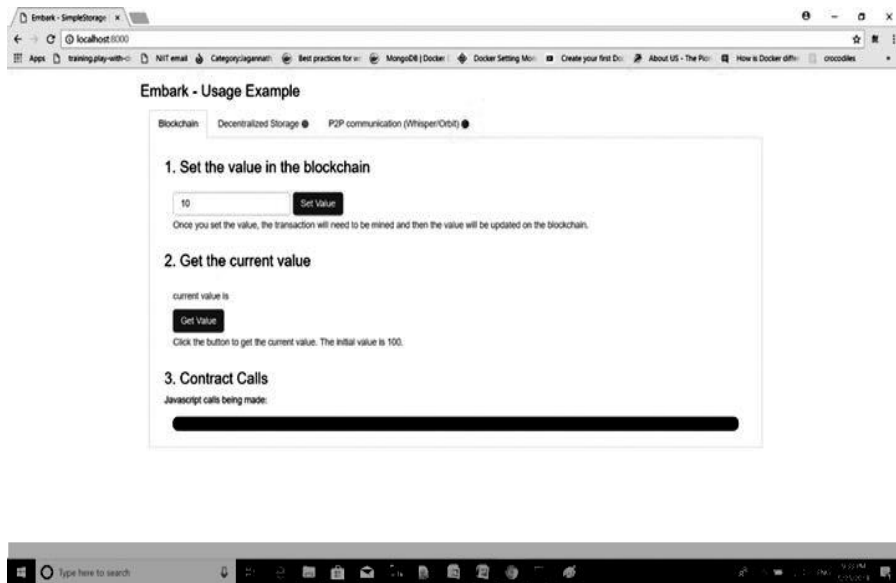 Embark - SimpleStorage
localhost:8000
Apps training.play-with- NIIT email Category:Jagannath Best practices for w MongoDB | Docker Docker Setting Mo Create your first Do About US - The Pio How is Docker diffe crocodiles
Embark - Usage Example
Blockchain Decentralized Storage P2P communication (Whisper/Orbit)
1. Set the value in the blockchain
10 Set Value
Once you set the value, the transaction will need to be mined and then the value will be updated on the blockchain.
2. Get the current value
current value is
Get Value
Click the button to get the current value. The initial value is 100.
3. Contract Calls
Javascript calls being made:
Type here to search